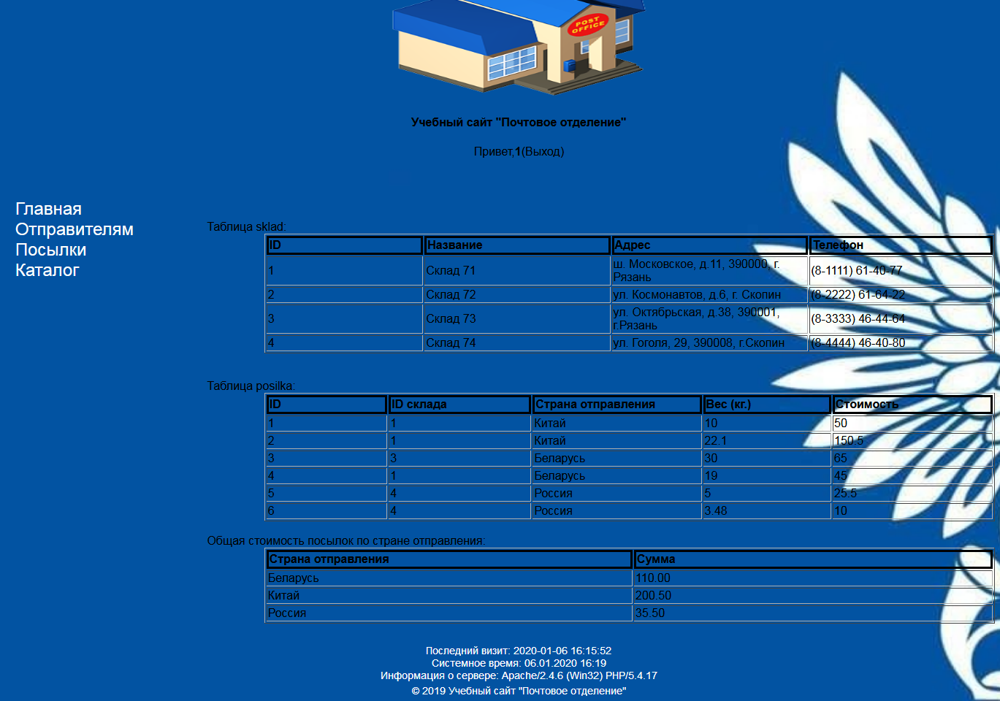 POST
OFFICE
Учебный сайт "Почтовое отделение"
Привет,1(Выход)
Главная
Отправителям
Посылки
Каталог
Таблица sklad:
ID Название Адрес Телефон
1 Склад 71 ш. Московское, д.11, 390000, г. Рязань (8-1111) 61-40-77
2 Склад 72 ул. Космонавтов, д.6, г. Скопин (8-2222) 61-64-22
3 Склад 73 ул. Октябрьская, д.38, 390001, г.Рязань (8-3333) 46-44-64
4 Склад 74 ул. Гоголя, 29, 390008, г.Скопин (8-4444) 46-40-80
Таблица posilka:
ID ID склада Страна отправления Вес (кг.) Стоимость
1 1 Китай 10 50
2 1 Китай 22.1 150.5
3 3 Беларусь 30 65
4 1 Беларусь 19 45
5 4 Россия 5 25.5
6 4 Россия 3.48 10
Общая стоимость посылок по стране отправления:
Страна отправления Сумма
Беларусь 110.00
Китай 200.50
Россия 35.50
Последний визит: 2020-01-06 16:15:52
Системное время: 06.01.2020 16:19
Информация о сервере: Apache/2.4.6 (Win32) PHP/5.4.17
© 2019 Учебный сайт "Почтовое отделение"